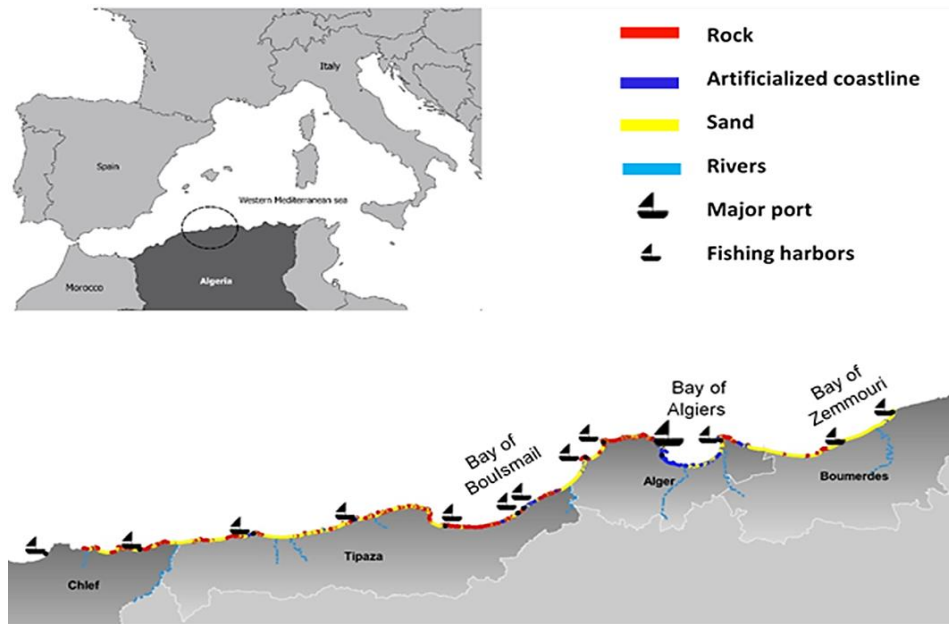 Italy
Spain
Western Mediterranean sea
Algeria
Morocco
Rock
Artificialized coastline
Sand
Rivers
Major port
Fishing harbors
Bay of
Boulsmail
Bay of
Algiers
Bay of
Zemmouri
Chlef
Tipaza
Alger
Boumerdes